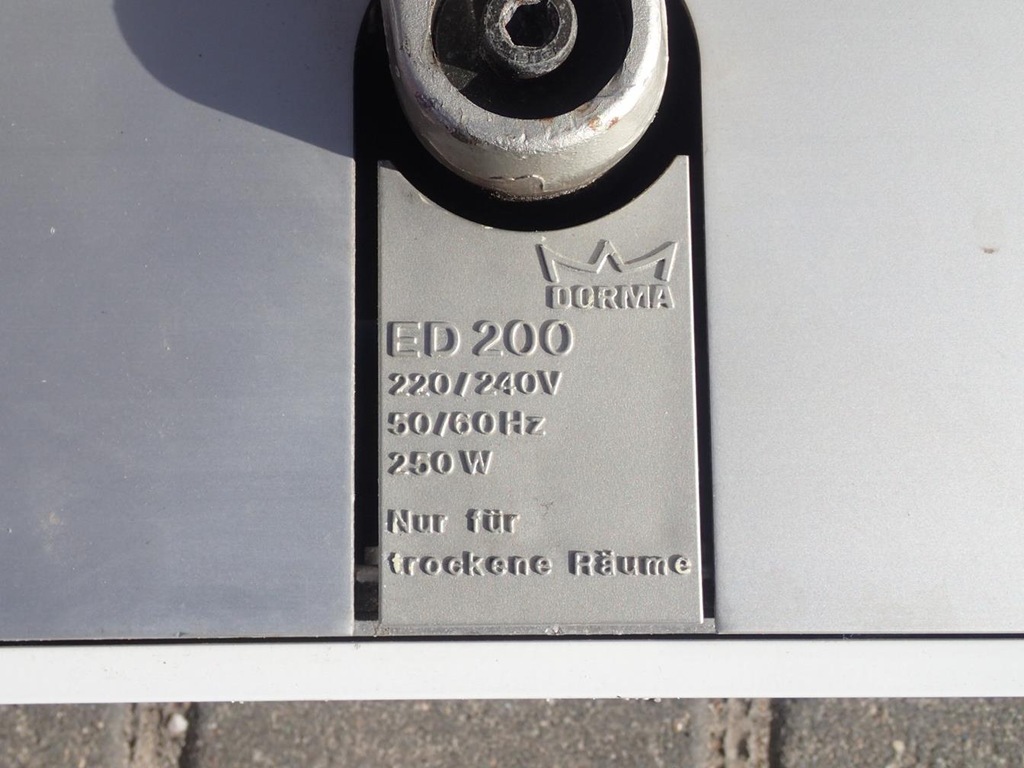 DORMA
ED 200
220/240V
50/60Hz
250 W
Nur für
trockene Räume